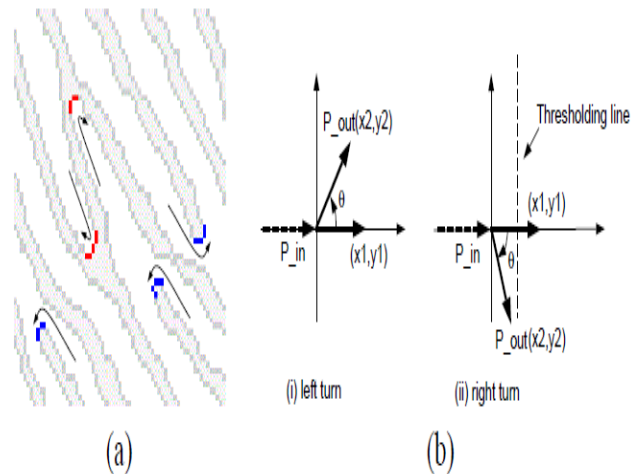 P_out(x2,y2)
θ
P_in
(x1,y1)
(i) left turn
Thresholding line
(x1,y1)
P_in
θ
P_out(x2,y2)
(ii) right turn
(a)
(b)